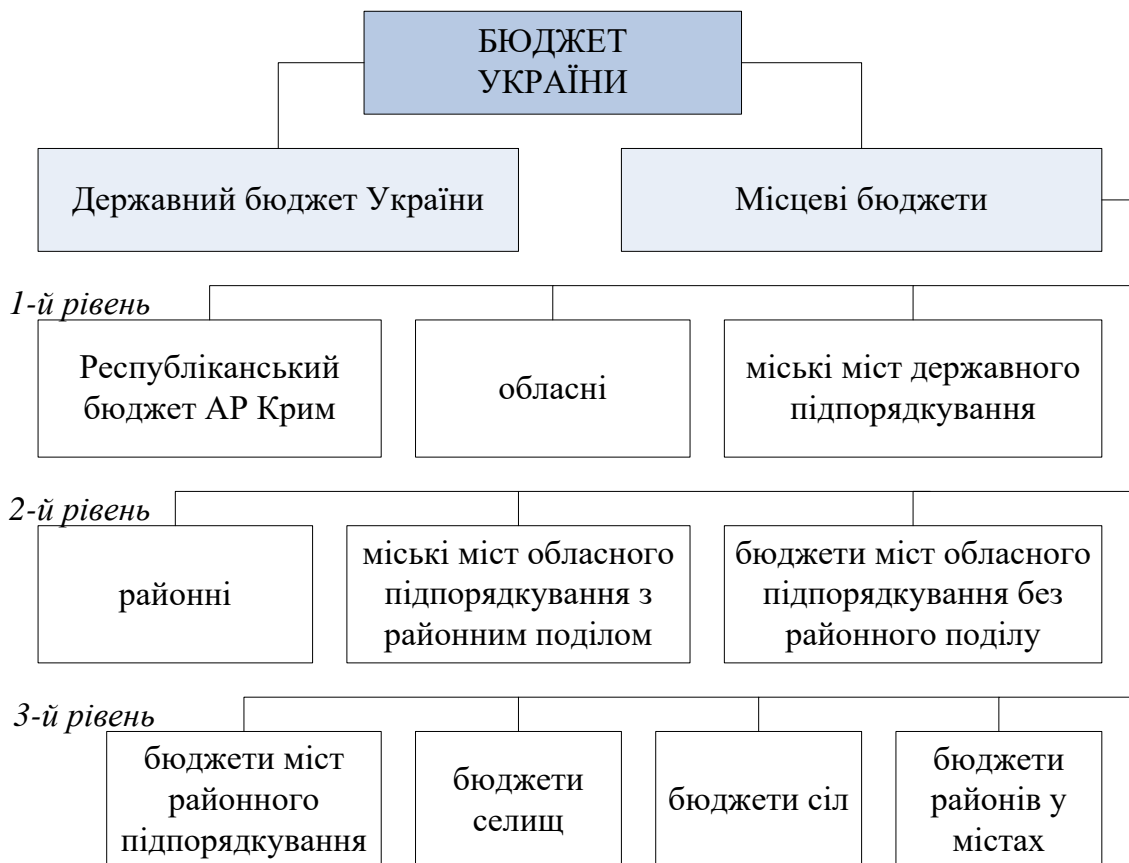 БЮДЖЕТ
УКРАЇНИ
Державний бюджет України
Місцеві бюджети
1-й рівень
Республіканський
бюджет АР Крим
обласні
міські міст державного
підпорядкування
2-й рівень
районні
міські міст обласного
підпорядкування з
районним поділом
бюджети міст обласного
підпорядкування без
районного поділу
3-й рівень
бюджети міст
районного
підпорядкування
бюджети
селищ
бюджети сіл
бюджети
районів у
містах